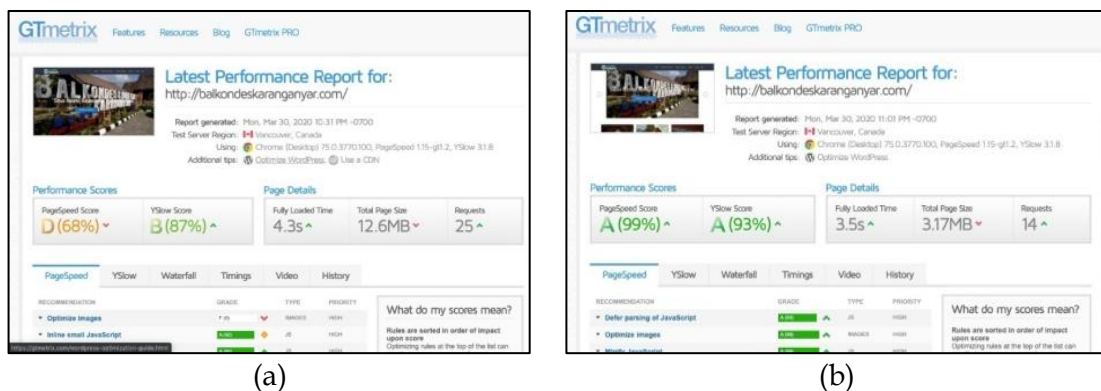 GTmetrix Features Resources Blog GTmetrix PRO
BALKONDES
Latest Performance Report for:
http://balkondeskaranganyar.com/
Report generated: Mon, Mar 30, 2020 10:31 PM -0700
Test Server Region: Vancouver, Canada
Using: Chrome (Desktop) 75.0.3770.100, PageSpeed 1.15-gt1.2, YSlow 3.1.8
Additional tips: Optimize WordPress, Use a CDN
Performance Scores
Page Details
PageSpeed Score
YSlow Score
Fully Loaded Time
Total Page Size
Requests
D (68%)
B (87%)
4.3s
12.6MB
25
PageSpeed YSlow Waterfall Timings Video History
RECOMMENDATION GRADE TYPE PRIORITY
Optimize images F (0) IMAGES HIGH
Inline small JavaScript JS HIGH
https://gtmetrix.com/wordpress-optimization-guide.html
HIGH
What do my scores mean?
Rules are sorted in order of impact
upon score
Optimizing rules at the top of the list can
(a)
GTmetrix Features Resources Blog GTmetrix PRO
Latest Performance Report for:
http://balkondeskaranganyar.com/
Report generated: Mon, Mar 30, 2020 11:01 PM -0700
Test Server Region: Vancouver, Canada
Using: Chrome (Desktop) 75.0.3770.100, PageSpeed 1.15-gt1.2, YSlow 3.1.8
Additional tips: Optimize WordPress
Performance Scores
Page Details
PageSpeed Score
YSlow Score
Fully Loaded Time
Total Page Size
Requests
A (99%)
A (93%)
3.5s
3.17MB
14
PageSpeed YSlow Waterfall Timings Video History
RECOMMENDATION GRADE TYPE PRIORITY
Defer parsing of JavaScript JS HIGH
Optimize images IMAGES HIGH
Minify JavaScript JS HIGH
What do my scores mean?
Rules are sorted in order of impact
upon score
Optimizing rules at the top of the list can
(b)